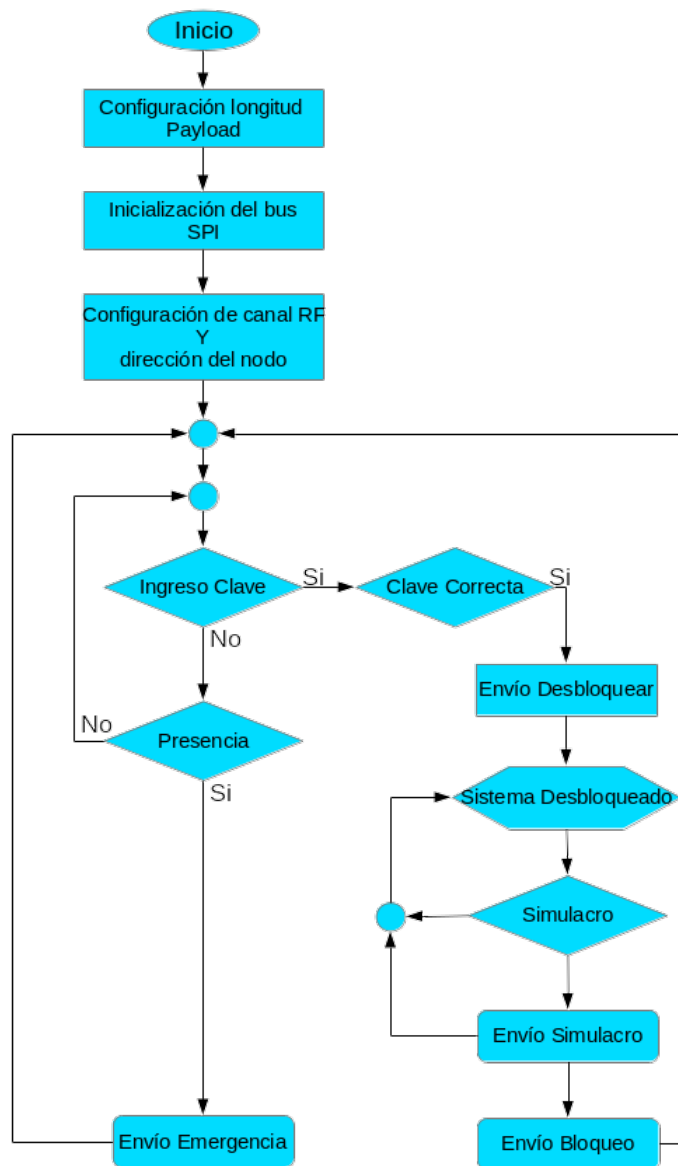 Inicio
Configuración longitud
Payload
Inicialización del bus
SPI
Configuración de canal RF
Y
dirección del nodo
Ingreso Clave
Si
Clave Correcta
Si
No
Envío Desbloquear
No
Presencia
Si
Sistema Desbloqueado
Simulacro
Envío Simulacro
Envío Emergencia
Envío Bloqueo